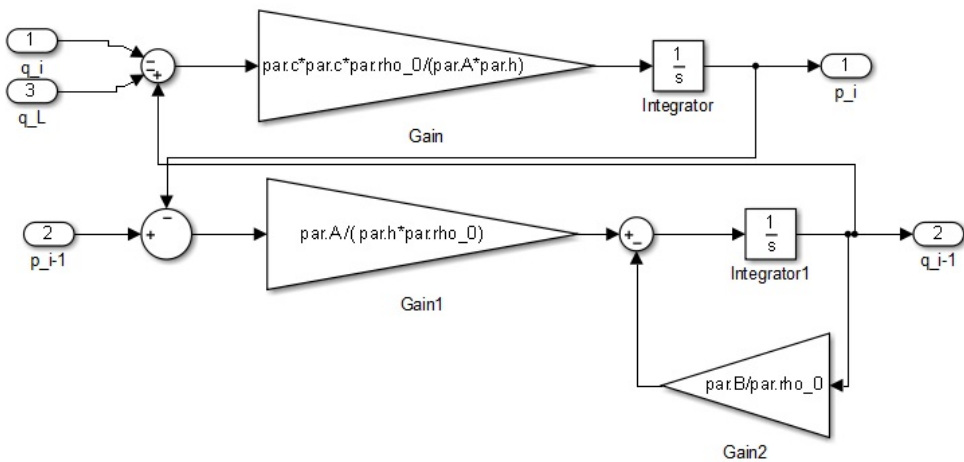 1
q_i
3
q_L
par.c*par.c*par.rho_0/(par.A*par.h)
Gain
1
s
Integrator
1
p_i
2
p_i-1
par.A/( par.h*par.rho_0)
Gain1
1
s
Integrator1
2
q_i-1
par.B/par.rho_0
Gain2